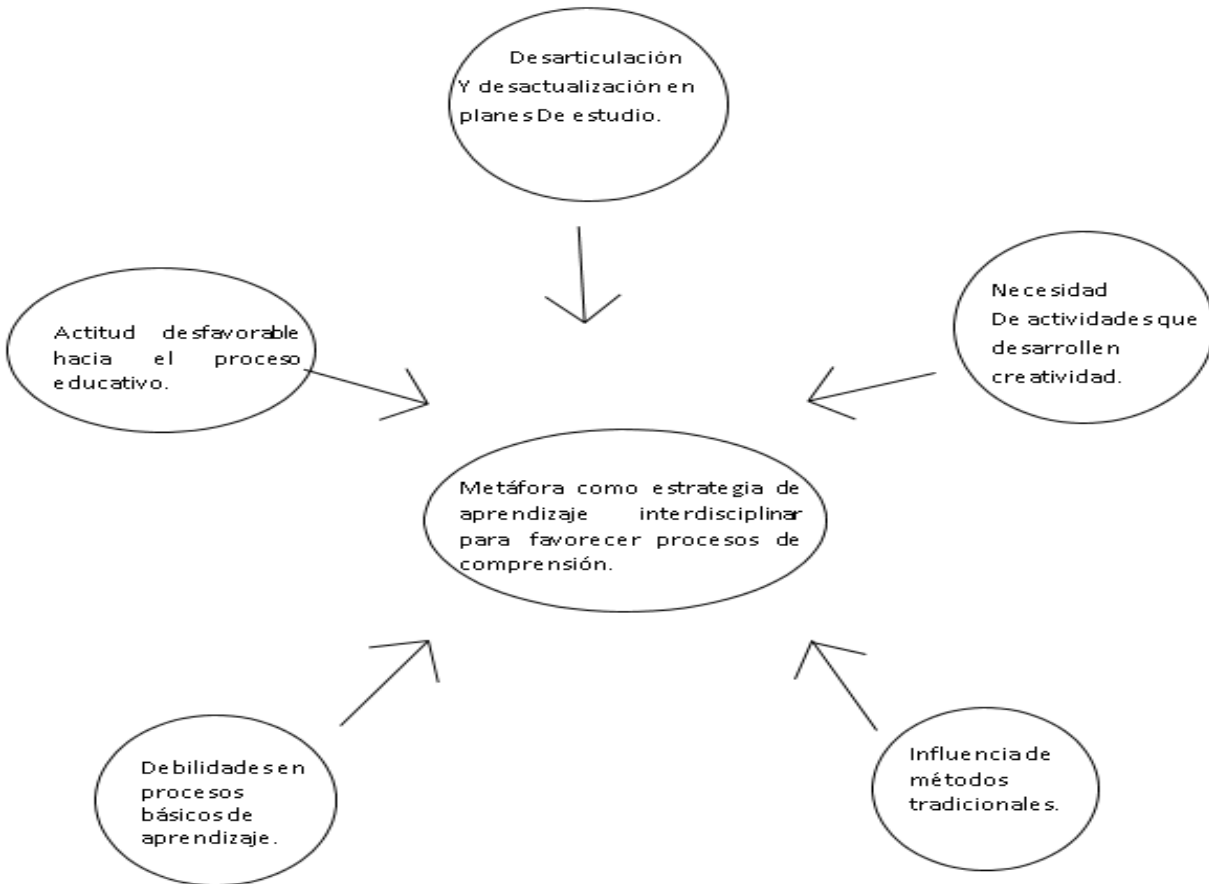 Desarticulación
Y desactualización en
planes De estudio.
Actitud desfavorable
hacia el proceso
educativo.
Necesidad
De actividades que
desarrollen
creatividad.
Metáfora como estrategia de
aprendizaje interdisciplinar
para favorecer procesos de
comprensión.
Debilidades en
procesos
básicos de
aprendizaje.
Influencia de
métodos
tradicionales.